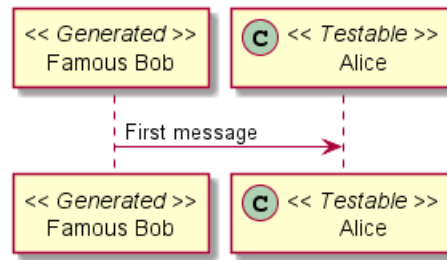 << Generated >>
Famous Bob
C << Testable >>
Alice
First message
<< Generated >>
Famous Bob
C << Testable >>
Alice